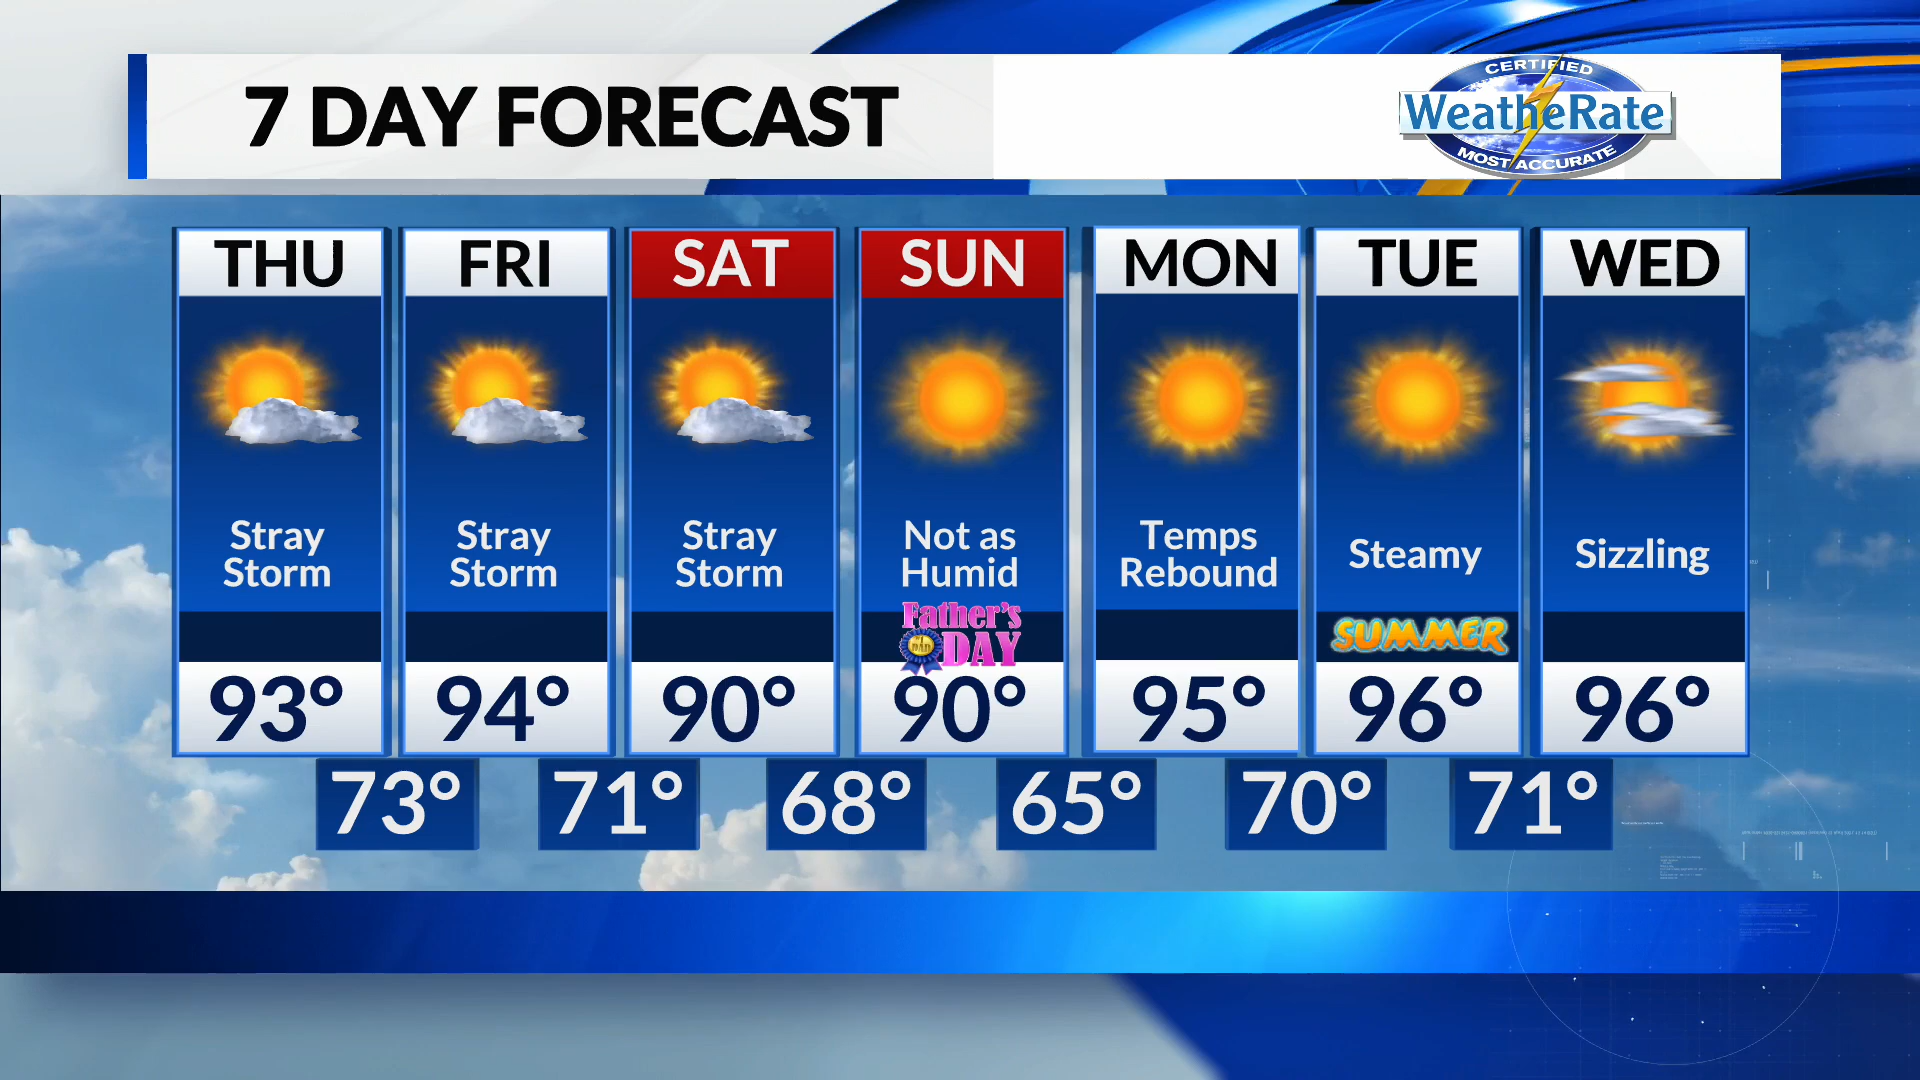 7 DAY FORECAST
CERTIFIED
WeatheRate
MOST ACCURATE
THU
FRI
SAT
SUN
MON
TUE
WED
Stray
Storm
Stray
Storm
Stray
Storm
Not as
Humid
Temps
Rebound
Steamy
Sizzling
Father's
DAY
DAD
SUMMER
93°
94°
90°
90°
95°
96°
96°
73°
71°
68°
65°
70°
71°